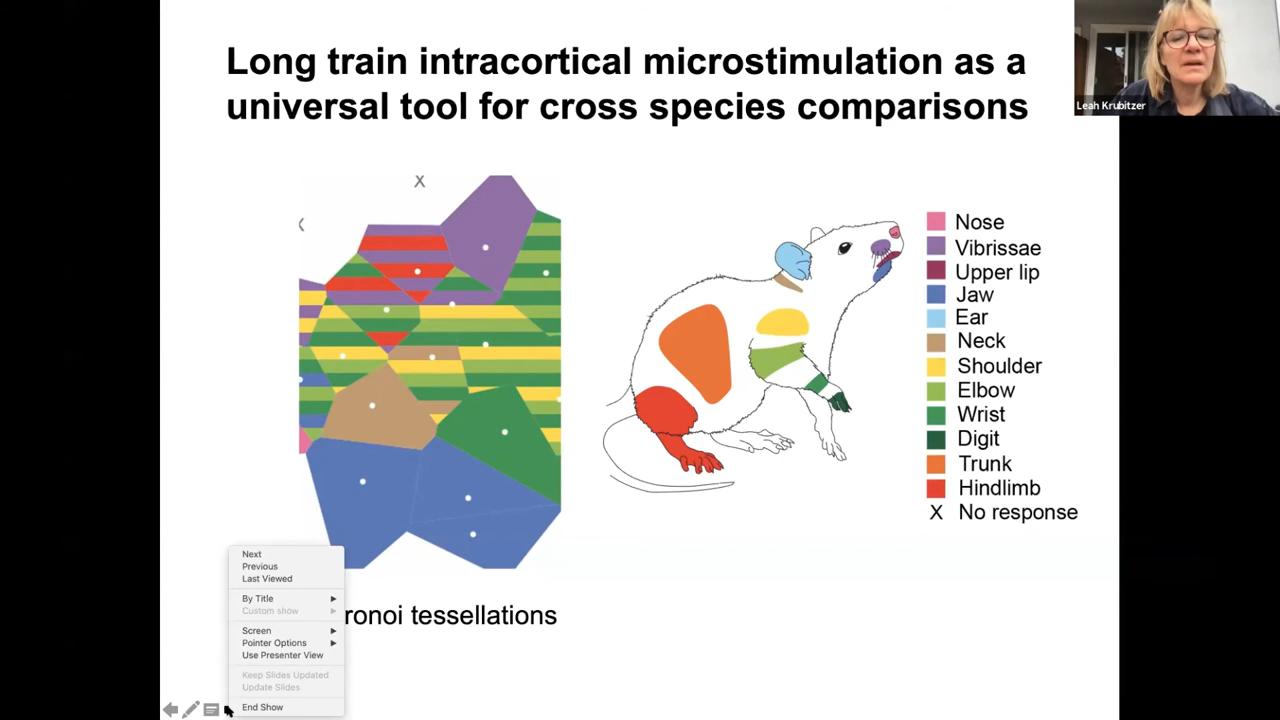 Long train intracortical microstimulation as a
universal tool for cross species comparisons
Leah Krubitzer
X
Nose
Vibrissae
Upper lip
Jaw
Ear
Neck
Shoulder
Elbow
Wrist
Digit
Trunk
Hindlimb
X No response
Next
Previous
Last Viewed
By Title
Custom show
Screen
Pointer Options
Use Presenter View
Keep Slides Updated
Update Slides
End Show
ronoi tessellations